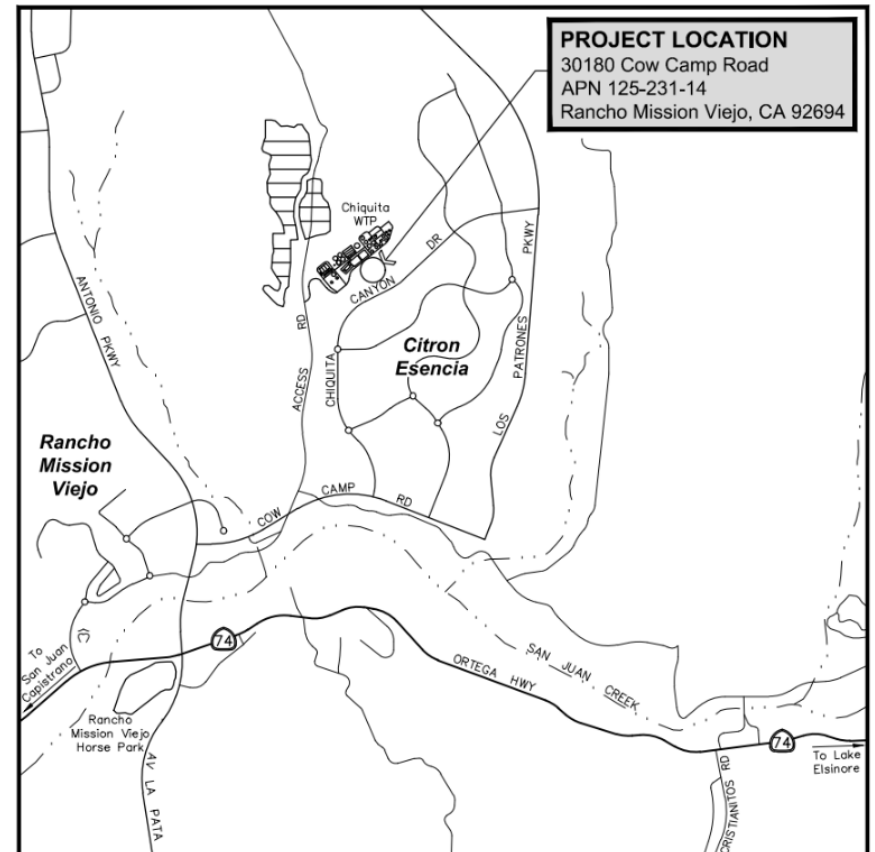 PROJECT LOCATION
30180 Cow Camp Road
APN 125-231-14
Rancho Mission Viejo, CA 92694
Chiquita
WTP
ANTONIO PKWY
ACCESS RD
CHIQUITA CANYON DR
LOS PATRONES PKWY
Citron
Esencia
Rancho
Mission
Viejo
COW CAMP RD
74
To
San Juan
Capistrano
ORTEGA HWY
SAN JUAN CREEK
Rancho
Mission Viejo
Horse Park
AV LA PATA
74
To Lake
Elsinore
CRISTIANITOS RD